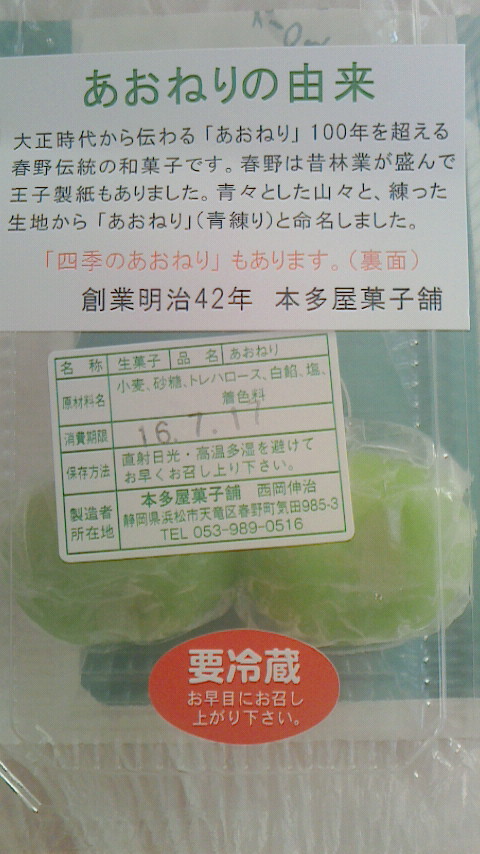 あおねりの由来
大正時代から伝わる「あおねり」100年を超える
春野伝統の和菓子です。春野は昔林業が盛んで
王子製紙もありました。青々とした山々と、練った
生地から「あおねり」(青練り)と命名しました。
「四季のあおねり」もあります。(裏面)
創業明治42年 本多屋菓子舗
名 称 生菓子 品 名 あおねり
原材料名 小麦、砂糖、トレハロース、白餡、塩、
着色料
消費期限 16.7.17
保存方法 直射日光・高温多湿を避けて
お早くお召し上り下さい。
製造者 本多屋菓子舗 西岡伸治
所在地 静岡県浜松市天竜区春野町気田985-3
TEL 053-989-0516
要冷蔵
お早目にお召し
上がり下さい。